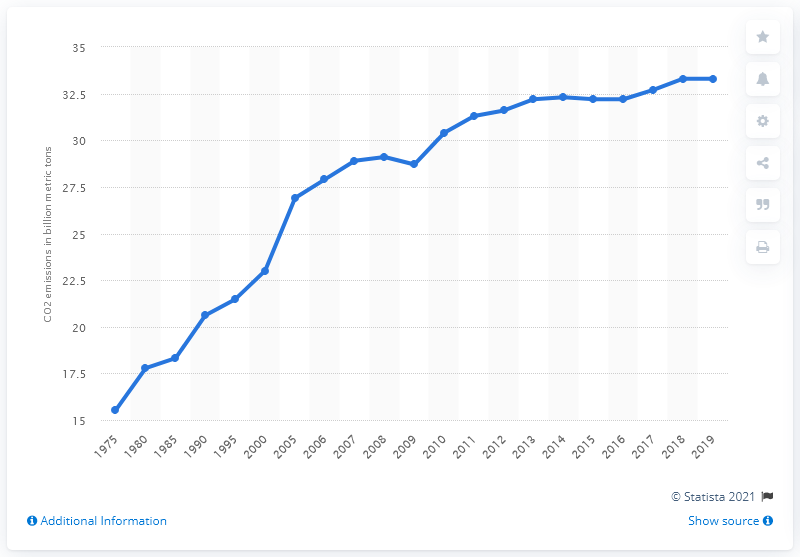 35
32.5
30
27.5
25
22.5
20
17.5
15
CO2 emissions in billion metric tons
1975 1980 1985 1990 1995 2000 2005 2006 2007 2008 2009 2010 2011 2012 2013 2014 2015 2016 2017 2018 2019
© Statista 2021
Additional Information
Show source